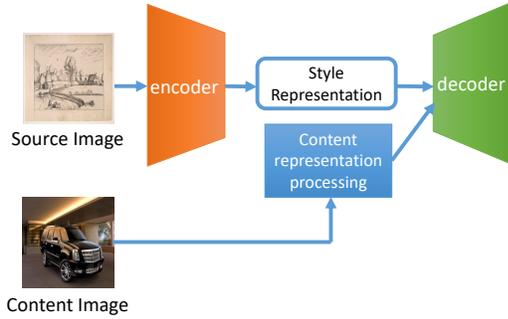 encoder
Style
Representation
decoder
Source Image
Content
representation
processing
Content Image